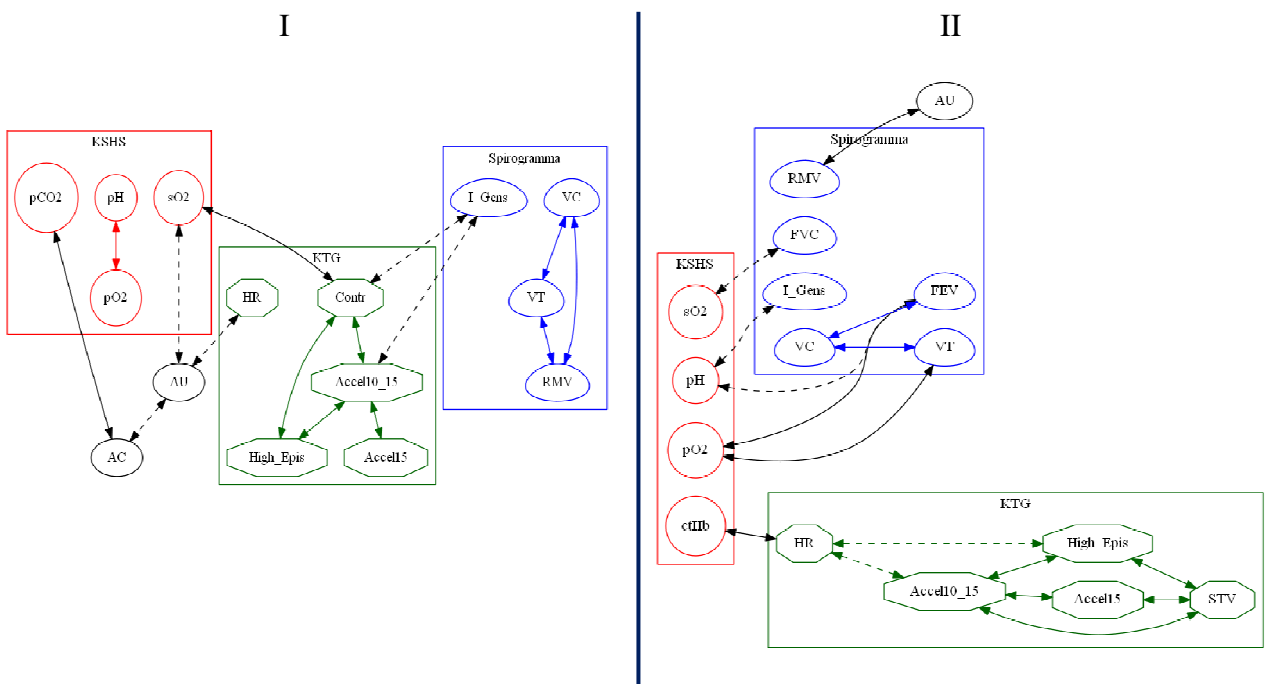 I
KSHS
pCO2
pH
sO2
pO2
KTG
HR
Contr
Accel10_15
High_Epis
Accel15
Spirogramma
I_Gens
VC
VT
RMV
AU
AC
II
AU
Spirogramma
RMV
FVC
I_Gens
FEV
VC
VT
KSHS
sO2
pH
pO2
ctHb
KTG
HR
High_Epis
Accel10_15
Accel15
STV